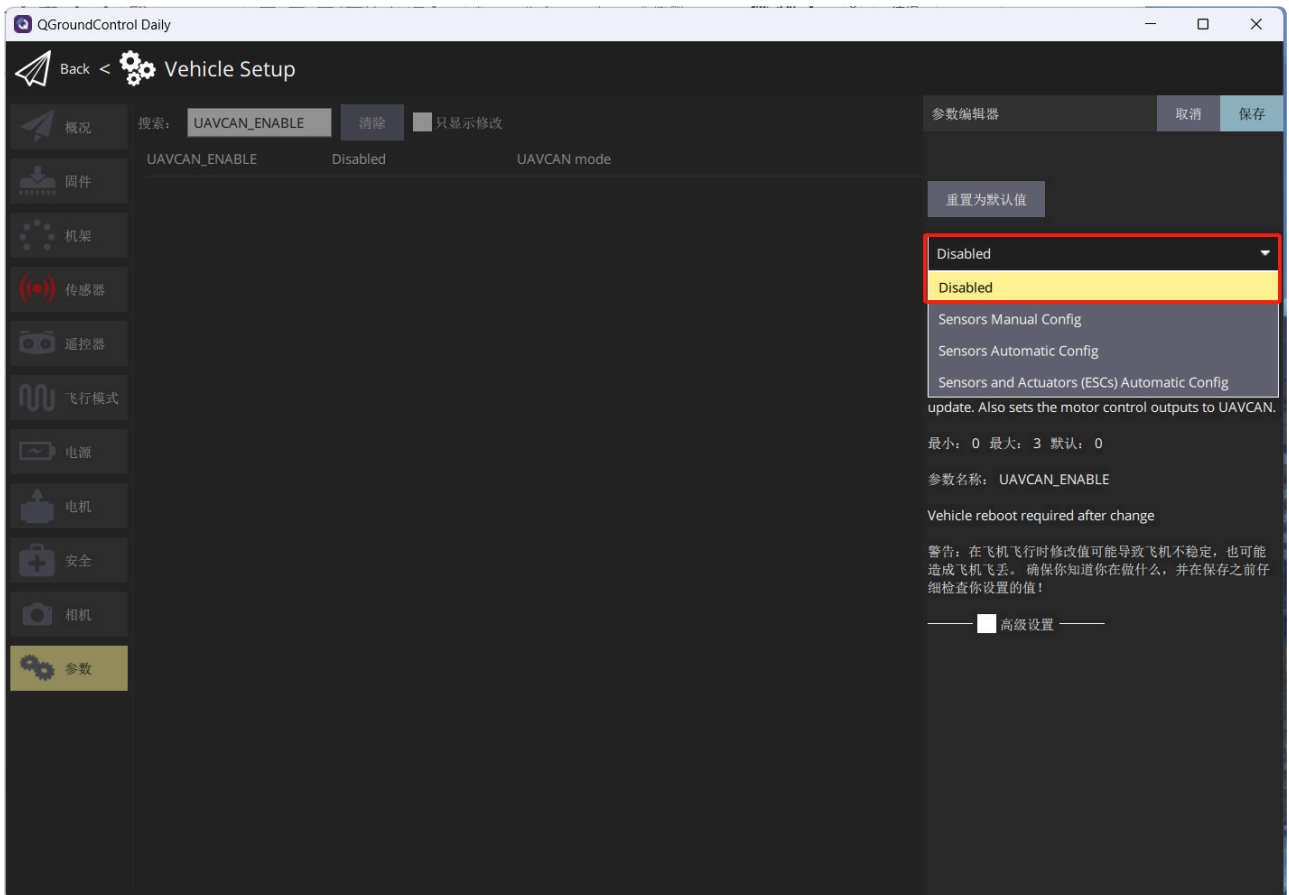 QGroundControl Daily
Back < Vehicle Setup
概况
固件
机架
传感器
遥控器
飞行模式
电源
电机
安全
相机
参数
搜索: UAVCAN_ENABLE 清除 只显示修改
UAVCAN_ENABLE Disabled UAVCAN mode
参数编辑器 取消 保存
重置为默认值
Disabled
Disabled
Sensors Manual Config
Sensors Automatic Config
Sensors and Actuators (ESCs) Automatic Config
update. Also sets the motor control outputs to UAVCAN.
最小: 0 最大: 3 默认: 0
参数名称: UAVCAN_ENABLE
Vehicle reboot required after change
警告: 在飞机飞行时修改值可能导致飞机不稳定, 也可能
造成飞机飞丢。 确保你知道你在做什么, 并在保存之前仔
细检查你设置的值!
高级设置